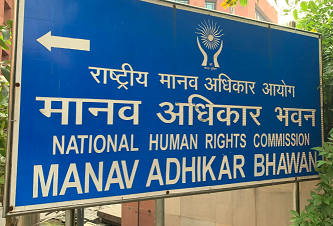 राष्ट्रीय मानव अधिकार आयोग
मानव अधिकार भवन
NATIONAL HUMAN RIGHTS COMMISSION
MANAV ADHIKAR BHAWAN